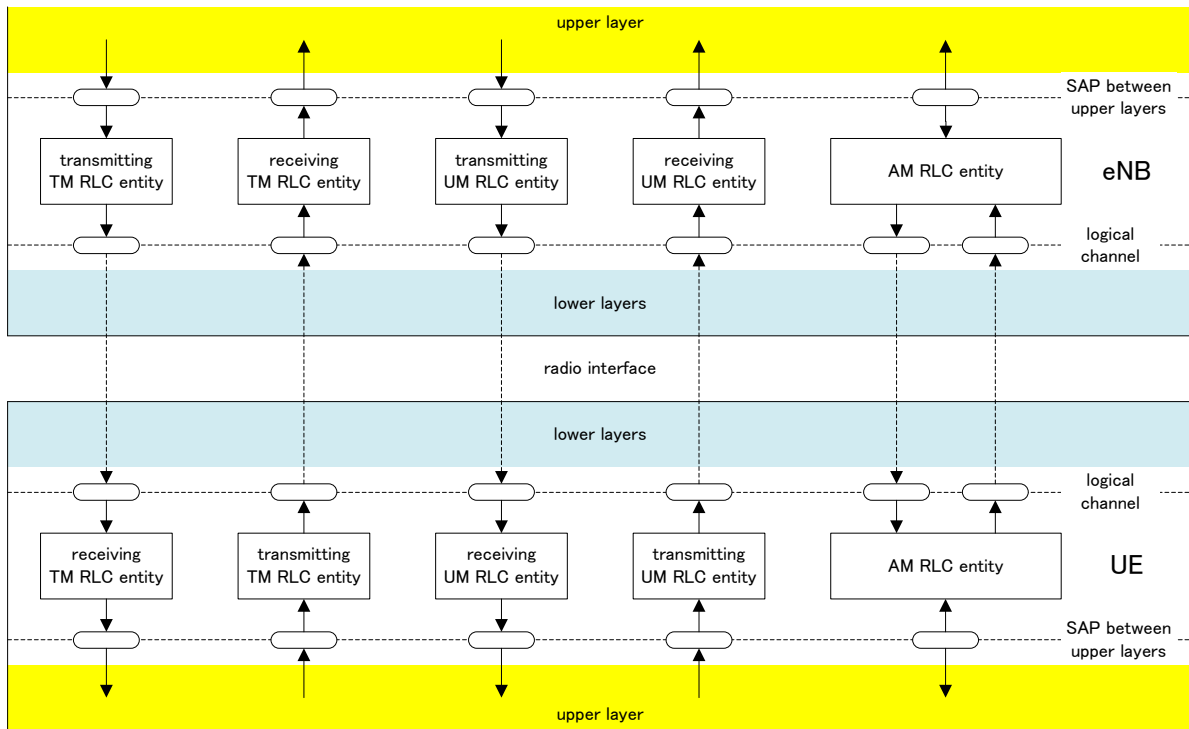 upper layer
SAP between
upper layers
transmitting
TM RLC entity
receiving
TM RLC entity
transmitting
UM RLC entity
receiving
UM RLC entity
AM RLC entity
eNB
logical
channel
lower layers
radio interface
lower layers
logical
channel
receiving
TM RLC entity
transmitting
TM RLC entity
receiving
UM RLC entity
transmitting
UM RLC entity
AM RLC entity
UE
SAP between
upper layers
upper layer